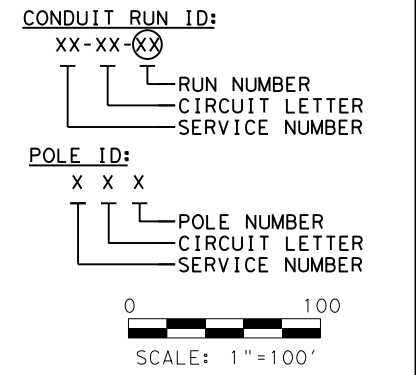 CONDUIT RUN ID:
XX-XX-XX
RUN NUMBER
CIRCUIT LETTER
SERVICE NUMBER
POLE ID:
X X X
POLE NUMBER
CIRCUIT LETTER
SERVICE NUMBER
0 100
SCALE: 1"=100'